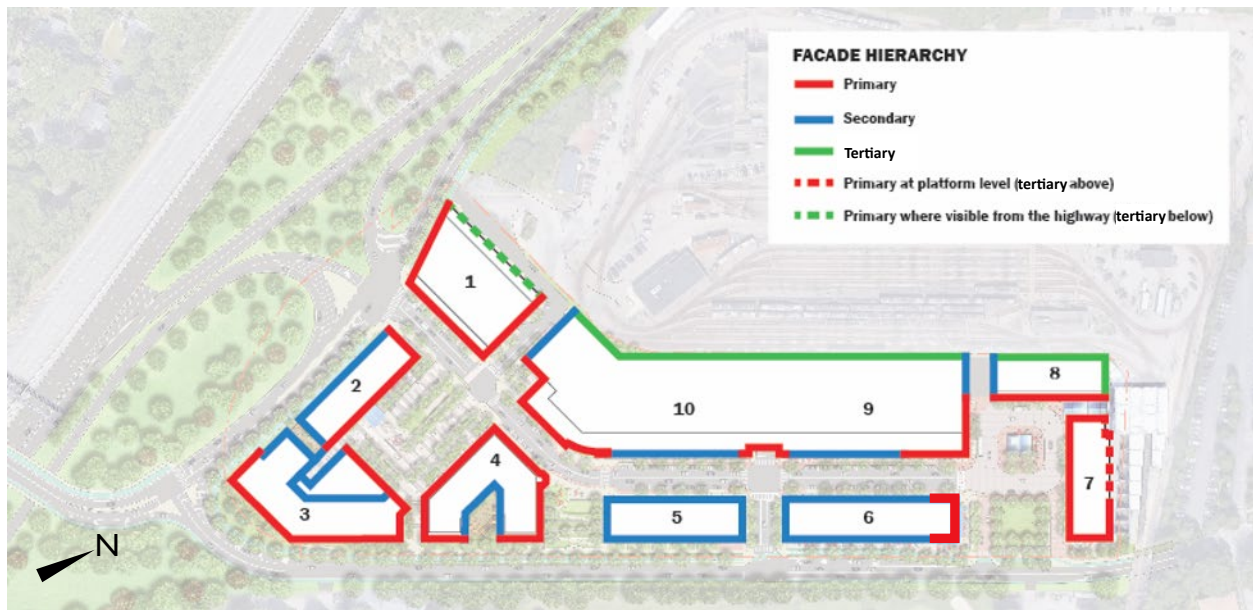 FACADE HIERARCHY
Primary
Secondary
Tertiary
Primary at platform level (tertiary above)
Primary where visible from the highway (tertiary below)
1
2
3
4
5
6
7
8
9
10
N